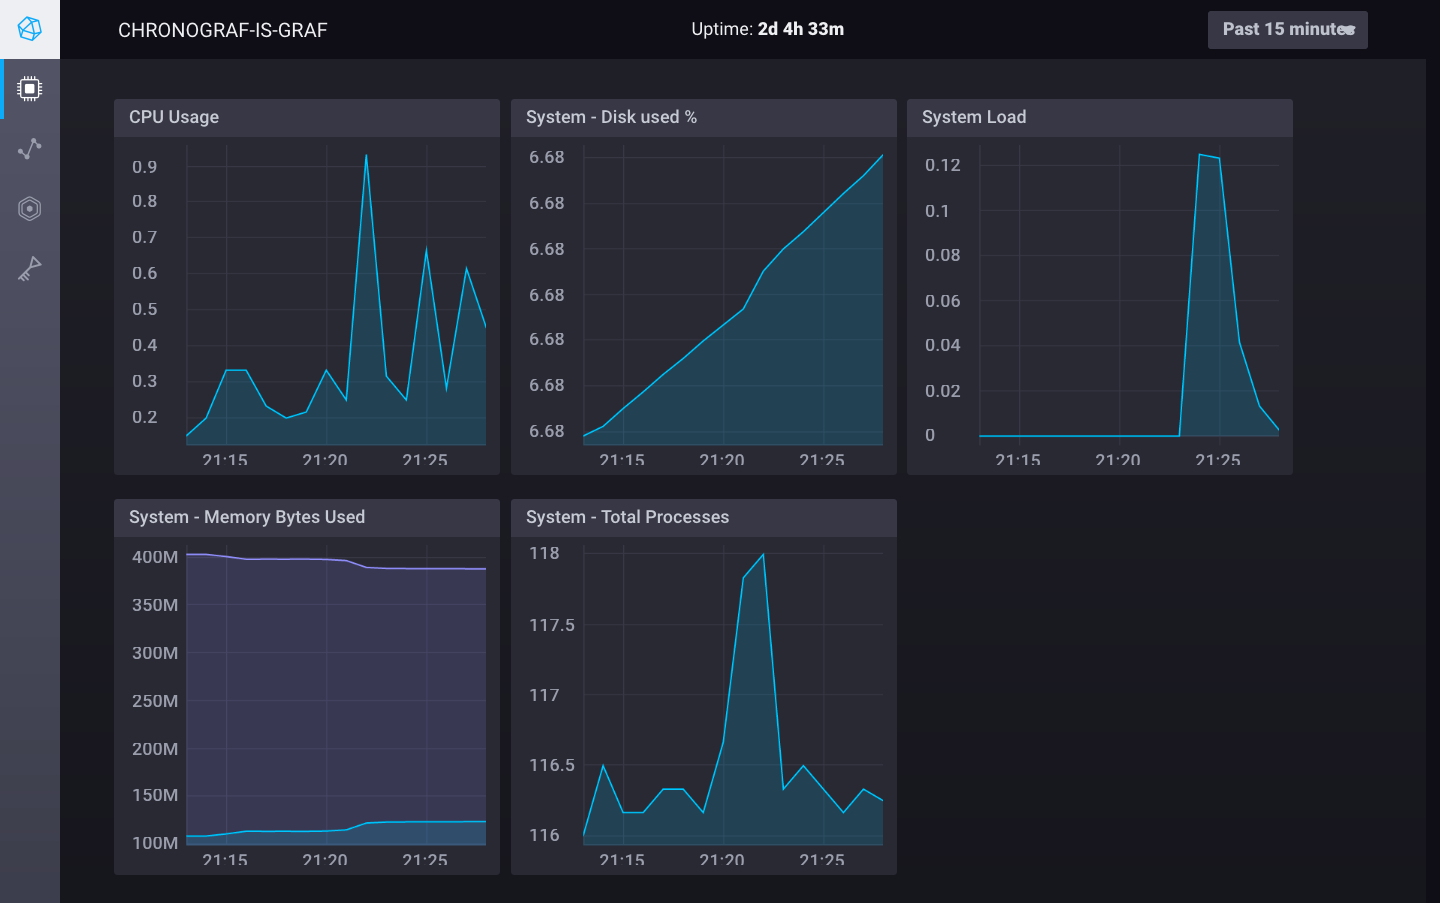 CHRONOGRAF-IS-GRAF
Uptime: 2d 4h 33m
Past 15 minutes
CPU Usage
0.9
0.8
0.7
0.6
0.5
0.4
0.3
0.2
21:15 21:20 21:25
System - Disk used %
6.68
6.68
6.68
6.68
6.68
6.68
6.68
21:15 21:20 21:25
System Load
0.12
0.1
0.08
0.06
0.04
0.02
0
21:15 21:20 21:25
System - Memory Bytes Used
400M
350M
300M
250M
200M
150M
100M
21:15 21:20 21:25
System - Total Processes
118
117.5
117
116.5
116
21:15 21:20 21:25